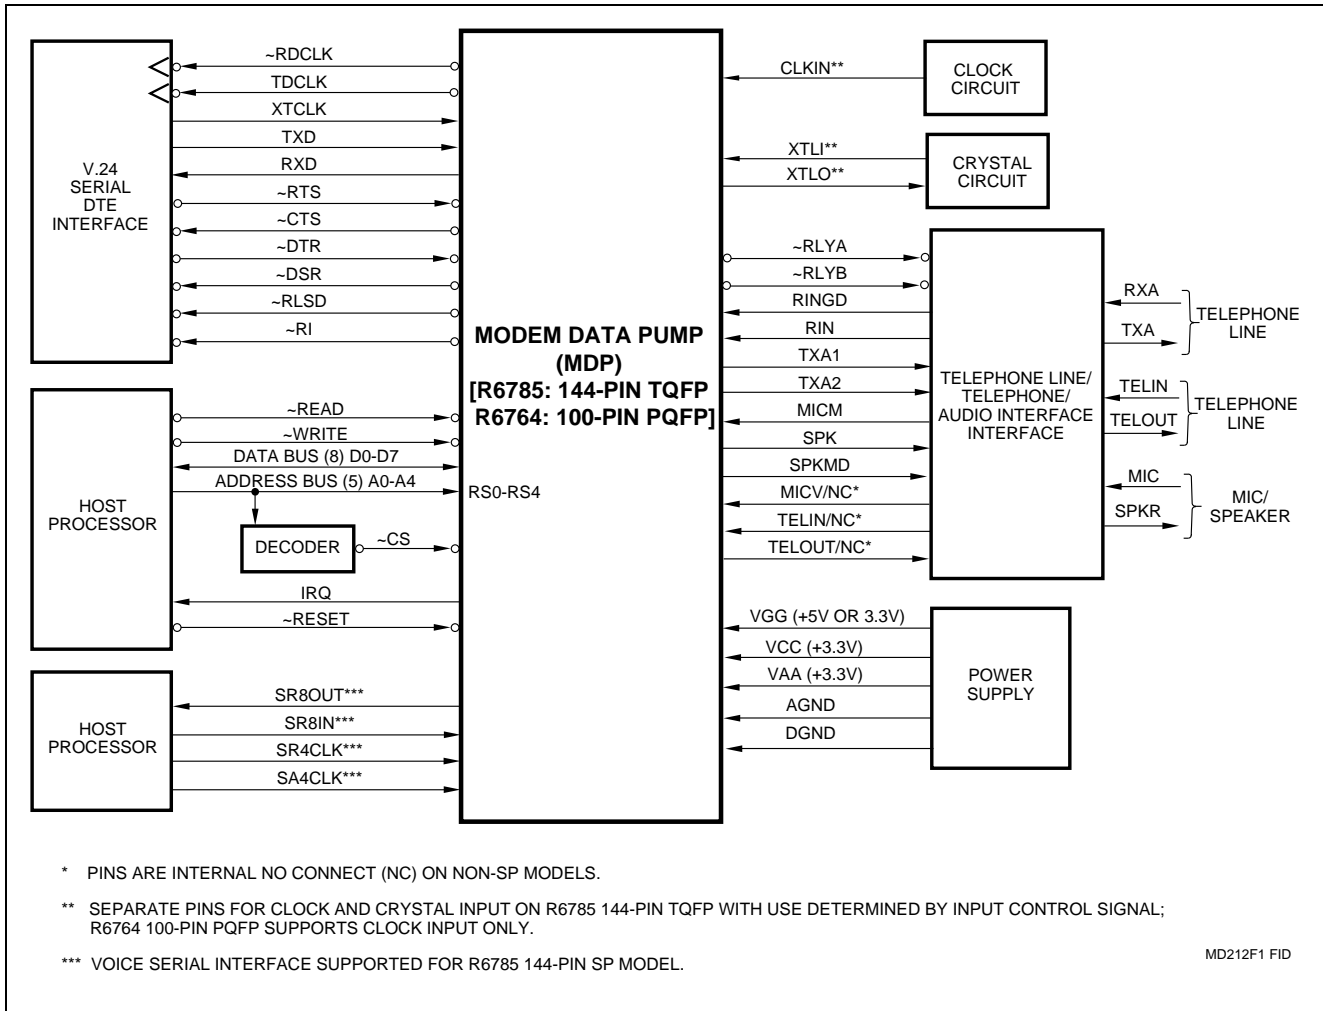 ~RDCLK
TDCLK
XTCLK
TXD
RXD
~RTS
~CTS
~DTR
~DSR
~RLSD
~RI
V.24
SERIAL
DTE
INTERFACE
~READ
~WRITE
DATA BUS (8) D0-D7
ADDRESS BUS (5) A0-A4
RS0-RS4
HOST
PROCESSOR
DECODER
~CS
IRQ
~RESET
HOST
PROCESSOR
SR8OUT***
SR8IN***
SR4CLK***
SA4CLK***
MODEM DATA PUMP
(MDP)
[R6785: 144-PIN TQFP
R6764: 100-PIN PQFP]
CLKIN**
CLOCK
CIRCUIT
XTLI**
XTLO**
CRYSTAL
CIRCUIT
~RLYA
~RLYB
RINGD
RIN
TXA1
TXA2
MICM
SPK
SPKMD
MICV/NC*
TELIN/NC*
TELOUT/NC*
TELEPHONE LINE/
TELEPHONE/
AUDIO INTERFACE
INTERFACE
RXA
TXA
TELEPHONE
LINE
TELIN
TELOUT
TELEPHONE
LINE
MIC
SPKR
MIC/
SPEAKER
VGG (+5V OR 3.3V)
VCC (+3.3V)
VAA (+3.3V)
AGND
DGND
POWER
SUPPLY
* PINS ARE INTERNAL NO CONNECT (NC) ON NON-SP MODELS.
** SEPARATE PINS FOR CLOCK AND CRYSTAL INPUT ON R6785 144-PIN TQFP WITH USE DETERMINED BY INPUT CONTROL SIGNAL;
R6764 100-PIN PQFP SUPPORTS CLOCK INPUT ONLY.
*** VOICE SERIAL INTERFACE SUPPORTED FOR R6785 144-PIN SP MODEL.
MD212F1 FID